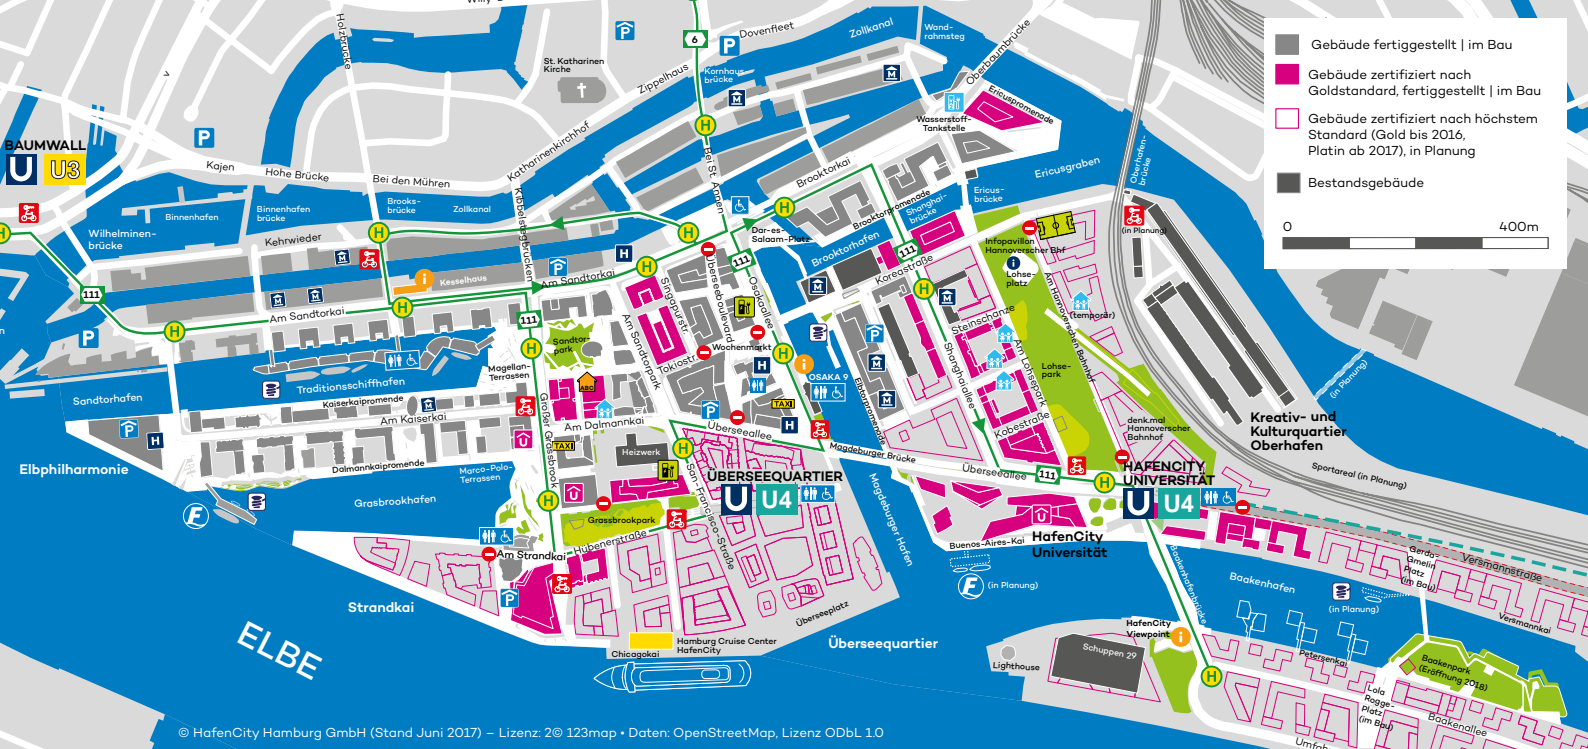 Gebäude fertiggestellt | im Bau
Gebäude zertifiziert nach
Goldstandard, fertiggestellt | im Bau
Gebäude zertifiziert nach höchstem
Standard (Gold bis 2016,
Platin ab 2017), in Planung
Bestandsgebäude
0 400m
Holzbrücke
6
Dovenfleet
Zollkanal
Wand-
rahmsteg
Oberbaumbrücke
St. Katharinen
Kirche
Zippelhaus
Kornhaus-
brücke
Ericuspromenade
Wasserstoff-
Tankstelle
BAUMWALL
U U3
Kajen
Hohe Brücke
Bei den Mühren
Katharinenkirchhof
Bei St. Annen
Brooktorkai
Ericusgraben
Oberhafen-
brücke
Binnenhafen
Binnenhafen
brücke
Brooks-
brücke
Zollkanal
Kibbelstegbrücken
Brooktorpromenade
Shanghai-
brücke
Ericus-
brücke
(in Planung)
Wilhelminen-
brücke
Kehrwieder
Dar-es-
Salaam-Platz
Brooktorhafen
Infopavillon
Hannoverscher Bhf
Lohse-
platz
111
Kesselhaus
Am Sandtorkai
111
111
Koreastraße
Am Sandtorkai
111
Singapurstr.
Überseeboulevard
Osakaallee
Am Hannoverschen Bahnhof
(temporär)
Steinschanze
Sandtor-
park
Am Sandtorpark
Wochenmarkt
Tokiostr.
Shanghaiallee
Am Lohsepark
Lohse-
park
Magellan-
Terrassen
Traditionsschiffhafen
OSAKA 9
Elbtorpromenade
(in Planung)
Sandtorhafen
Kaiserkaipromenade
Am Kaiserkai
ABC
Großer Grasbrook
Am Dalmannkai
TAXI
Kobestraße
denk.mal
Hannoverscher
Bahnhof
Kreativ- und
Kulturquartier
Oberhafen
Überseeallee
Magdeburger Brücke
Elbphilharmonie
Dalmannkaipromenade
TAXI
Heizwerk
Marco-Polo-
Terrassen
Überseeallee
111
HAFENCITY
UNIVERSITÄT
U U4
Sportareal (in Planung)
ÜBERSEEQUARTIER
U U4
Grasbrookhafen
San-Francisco-Straße
Magdeburger Hafen
Grassbrookpark
Hübenerstraße
Am Strandkai
Buenos-Aires-Kai
HafenCity
Universität
(in Planung)
Baakenhafenbrücke
Baakenhafen
Gerda-
Gmelin
Platz
(im Bau)
Versmannstraße
(in Planung)
Versmannkai
Strandkai
ELBE
Überseeplatz
Hamburg Cruise Center
HafenCity
Chicagokai
Überseequartier
HafenCity
Viewpoint
Lighthouse
Schuppen 29
Petersenkai
Baakenpark
(Eröffnung 2018)
Lola
Rogge-
Platz
(im Bau)
Baakenallee
© HafenCity Hamburg GmbH (Stand Juni 2017) – Lizenz: 2© 123map • Daten: OpenStreetMap, Lizenz ODbL 1.0